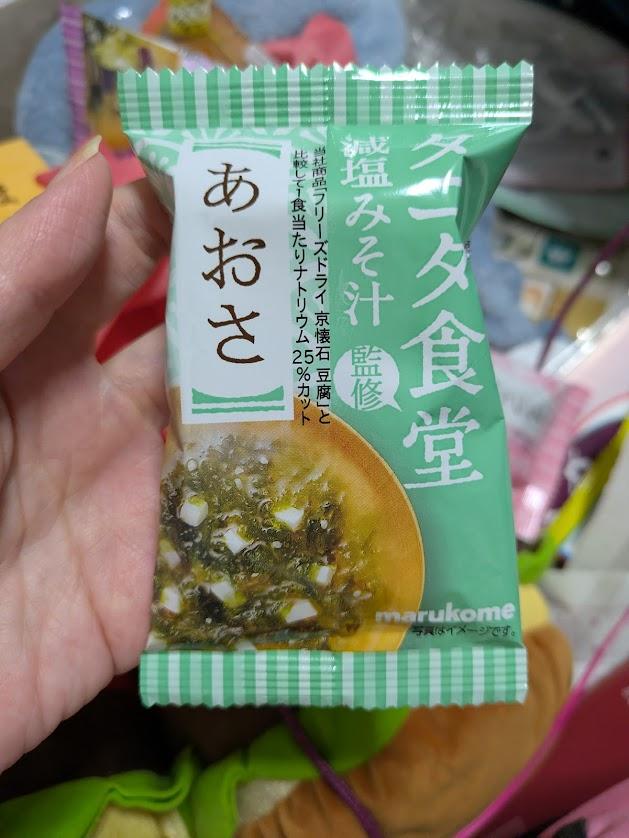 タニタ食堂
監修
減塩みそ汁
当社商品「フリーズドライ 京懐石 豆腐」と
比較して1食当たりナトリウム 25%カット
あおさ
marukome
写真はイメージです。